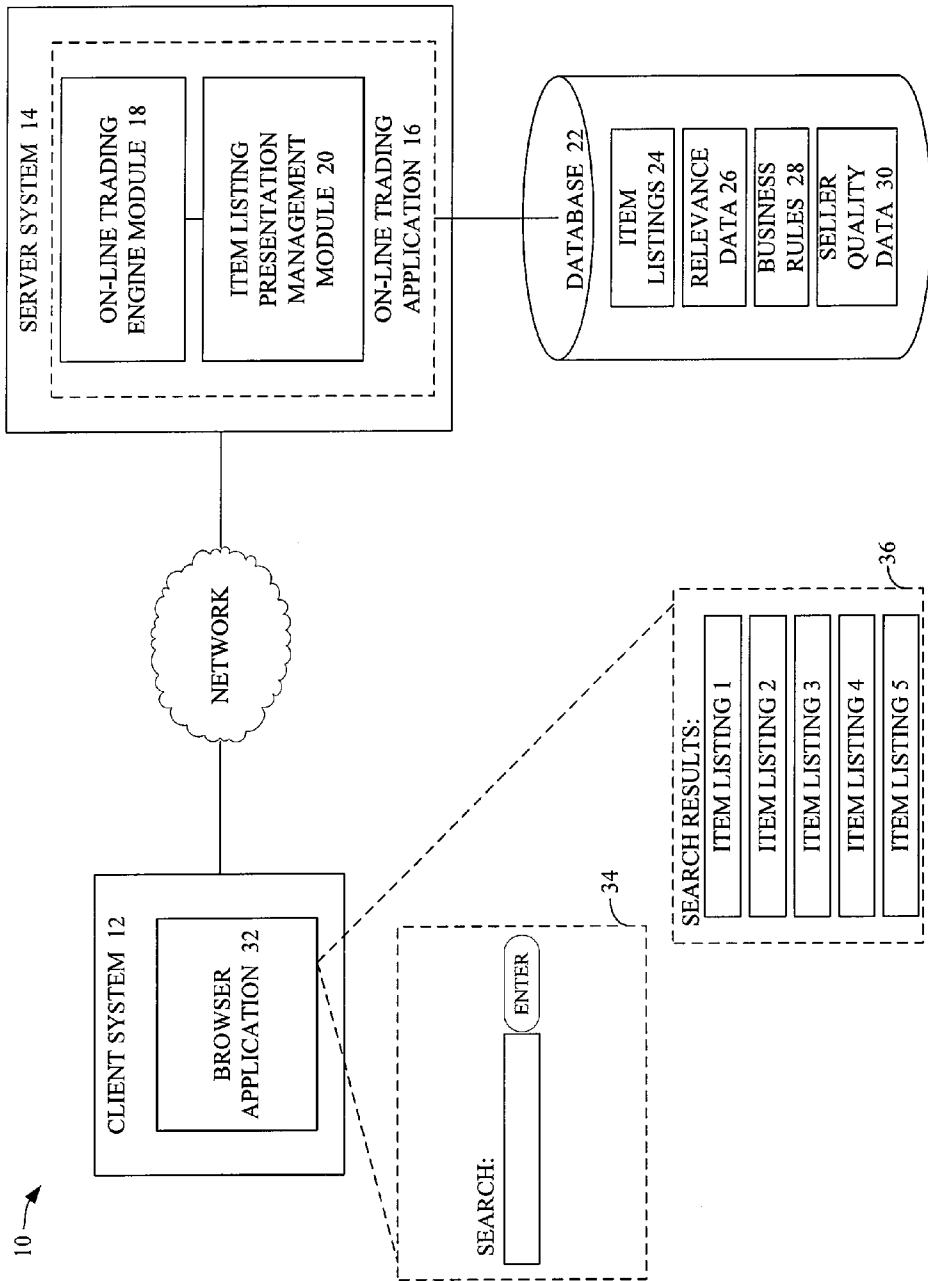 10
CLIENT SYSTEM 12
BROWSER
APPLICATION 32
NETWORK
SERVER SYSTEM 14
ON-LINE TRADING
ENGINE MODULE 18
ITEM LISTING
PRESENTATION
MANAGEMENT
MODULE 20
ON-LINE TRADING
APPLICATION 16
SEARCH:
ENTER
34
SEARCH RESULTS:
ITEM LISTING 1
ITEM LISTING 2
ITEM LISTING 3
ITEM LISTING 4
ITEM LISTING 5
36
DATABASE 22
ITEM
LISTINGS 24
RELEVANCE
DATA 26
BUSINESS
RULES 28
SELLER
QUALITY
DATA 30